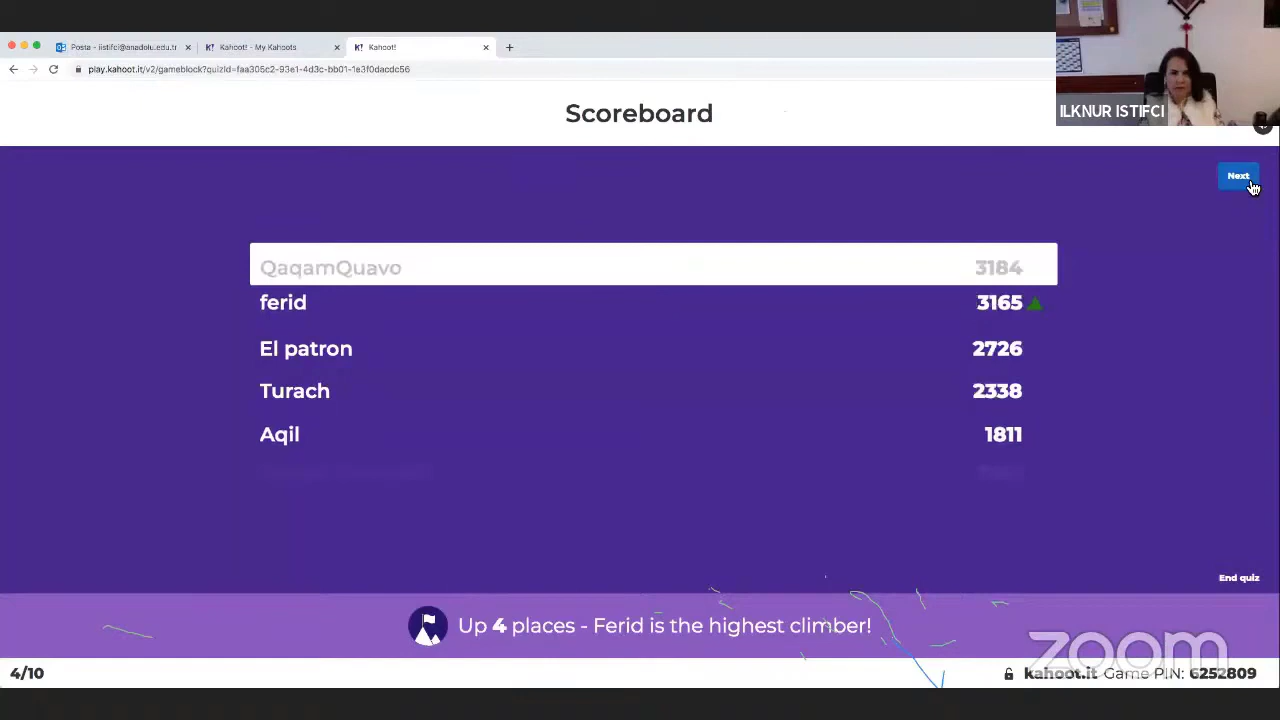 Posta - iistifci@anadolu.edu.tr
Kahoot! - My Kahoots
Kahoot!
play.kahoot.it/v2/gameblock?quizId=faa305c2-93e1-4d3c-bb01-1e3f0dacdc56
Scoreboard
ILKNUR ISTIFCI
Next
QaqamQuavo 3184
ferid 3165
El patron 2726
Turach 2338
Aqil 1811
End quiz
Up 4 places - Ferid is the highest climber!
zoom
4/10
kahoot.it Game PIN: 6252809